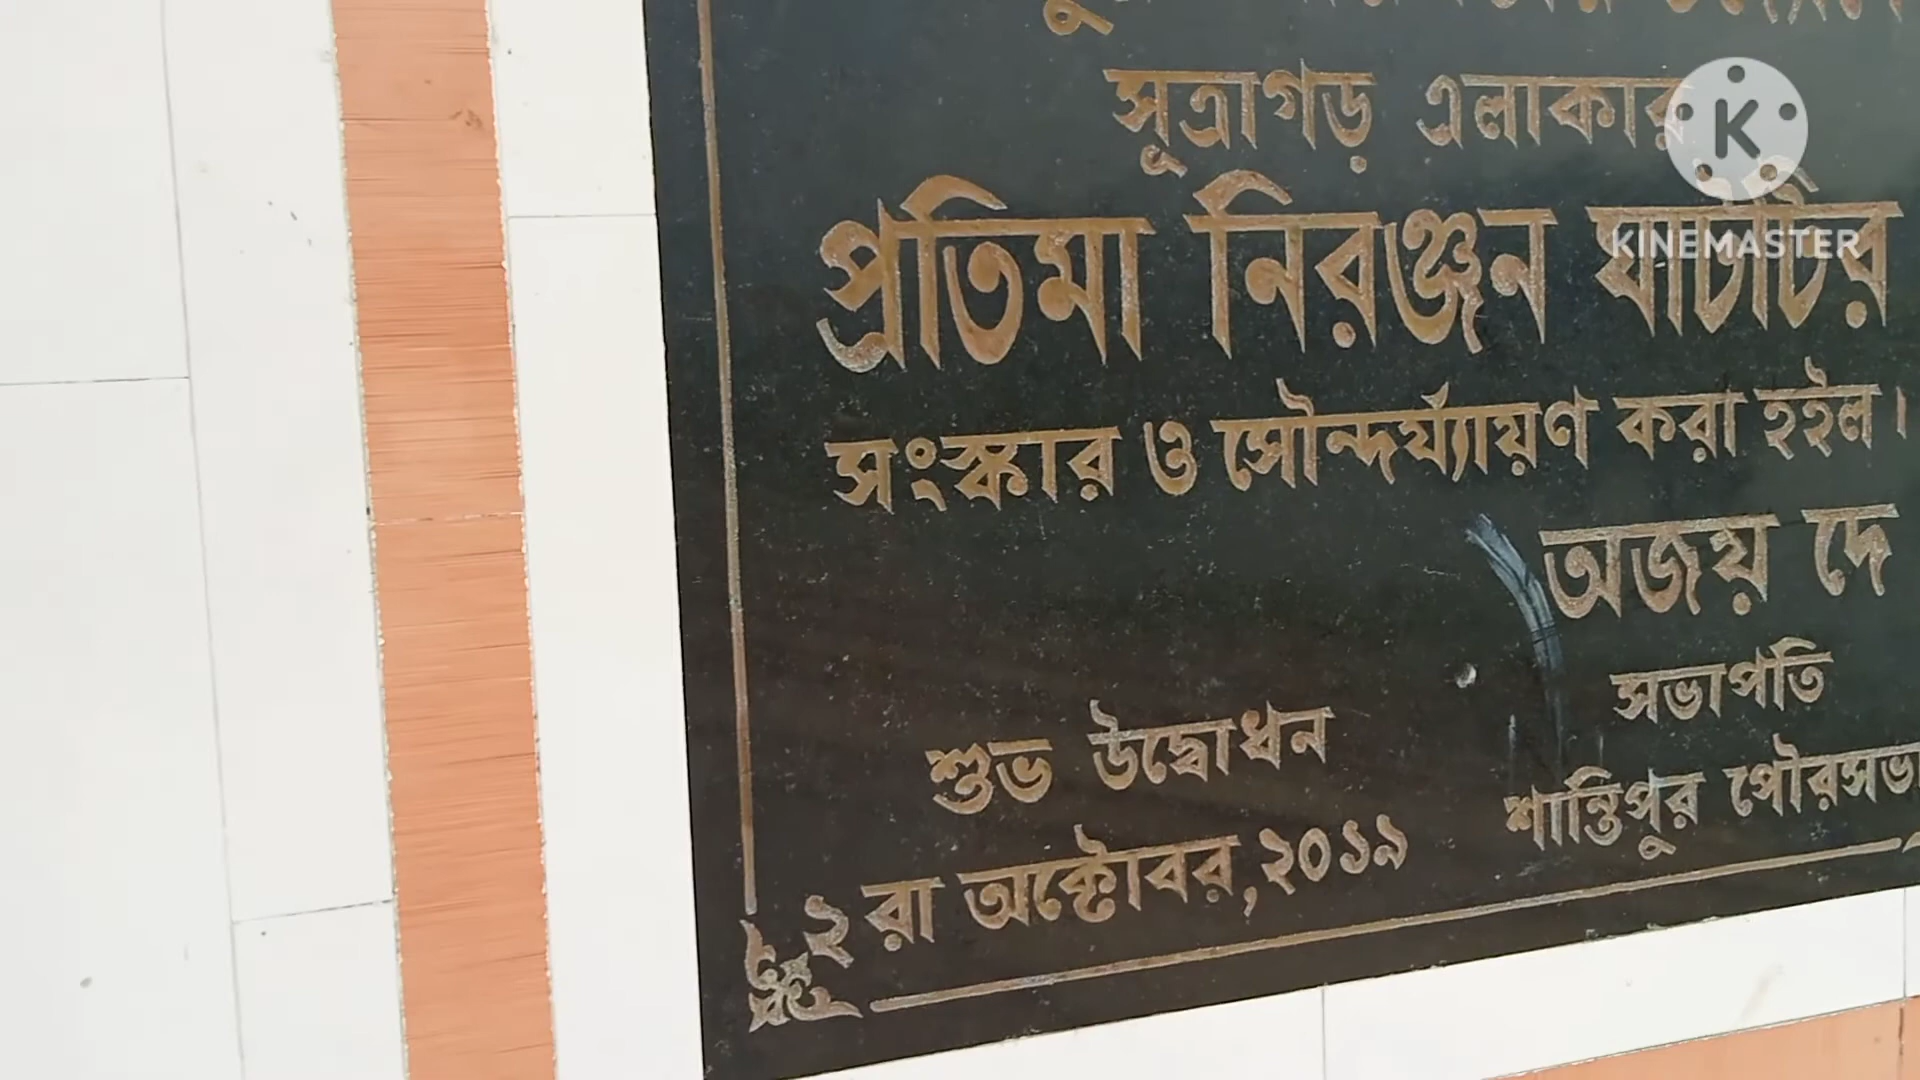 সূত্রাগড় এলাকার
প্রতিমা নিরঞ্জন ঘাটটির
সংস্কার ও সৌন্দর্য্যায়ণ করা হইল।
অজয় দে
সভাপতি
শান্তিপুর পৌরসভা
শুভ উদ্বোধন
২রা অক্টোবর, ২০১৯
K
KINEMASTER